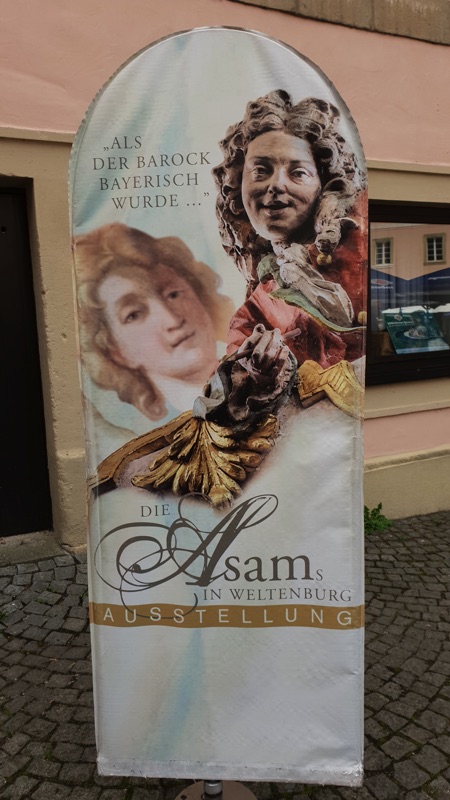 „ALS
DER BAROCK
BAYERISCH
WURDE ..."
DIE
Asams
IN WELTENBURG
AUSSTELLUNG